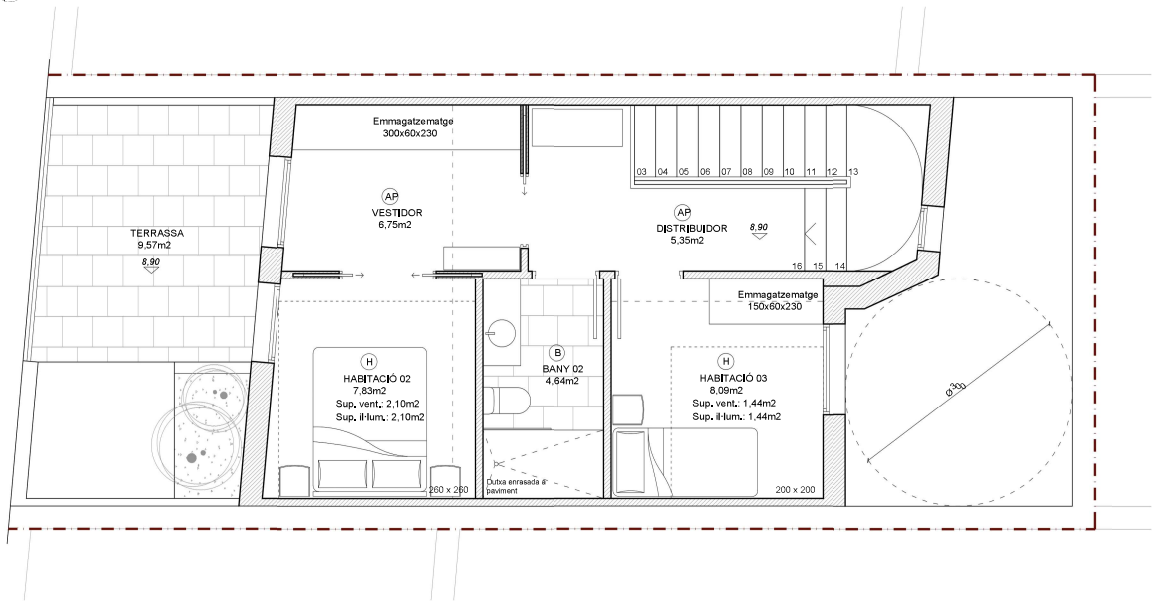 Emmagatzematge
300x60x230
03 04 05 06 07 08 09 10 11 12 13
AP
VESTIDOR
6,75m2
AP
DISTRIBUIDOR
5,35m2
8,90
TERRASSA
9,57m2
8,90
16 15 14
Emmagatzematge
150x60x230
H
HABITACIÓ 02
7,83m2
Sup. vent.: 2,10m2
Sup. il·lum.: 2,10m2
B
BANY 02
4,64m2
H
HABITACIÓ 03
8,09m2
Sup. vent.: 1,44m2
Sup. il·lum.: 1,44m2
Ø 300
260 x 260
Dutxa enrasada a
paviment
200 x 200